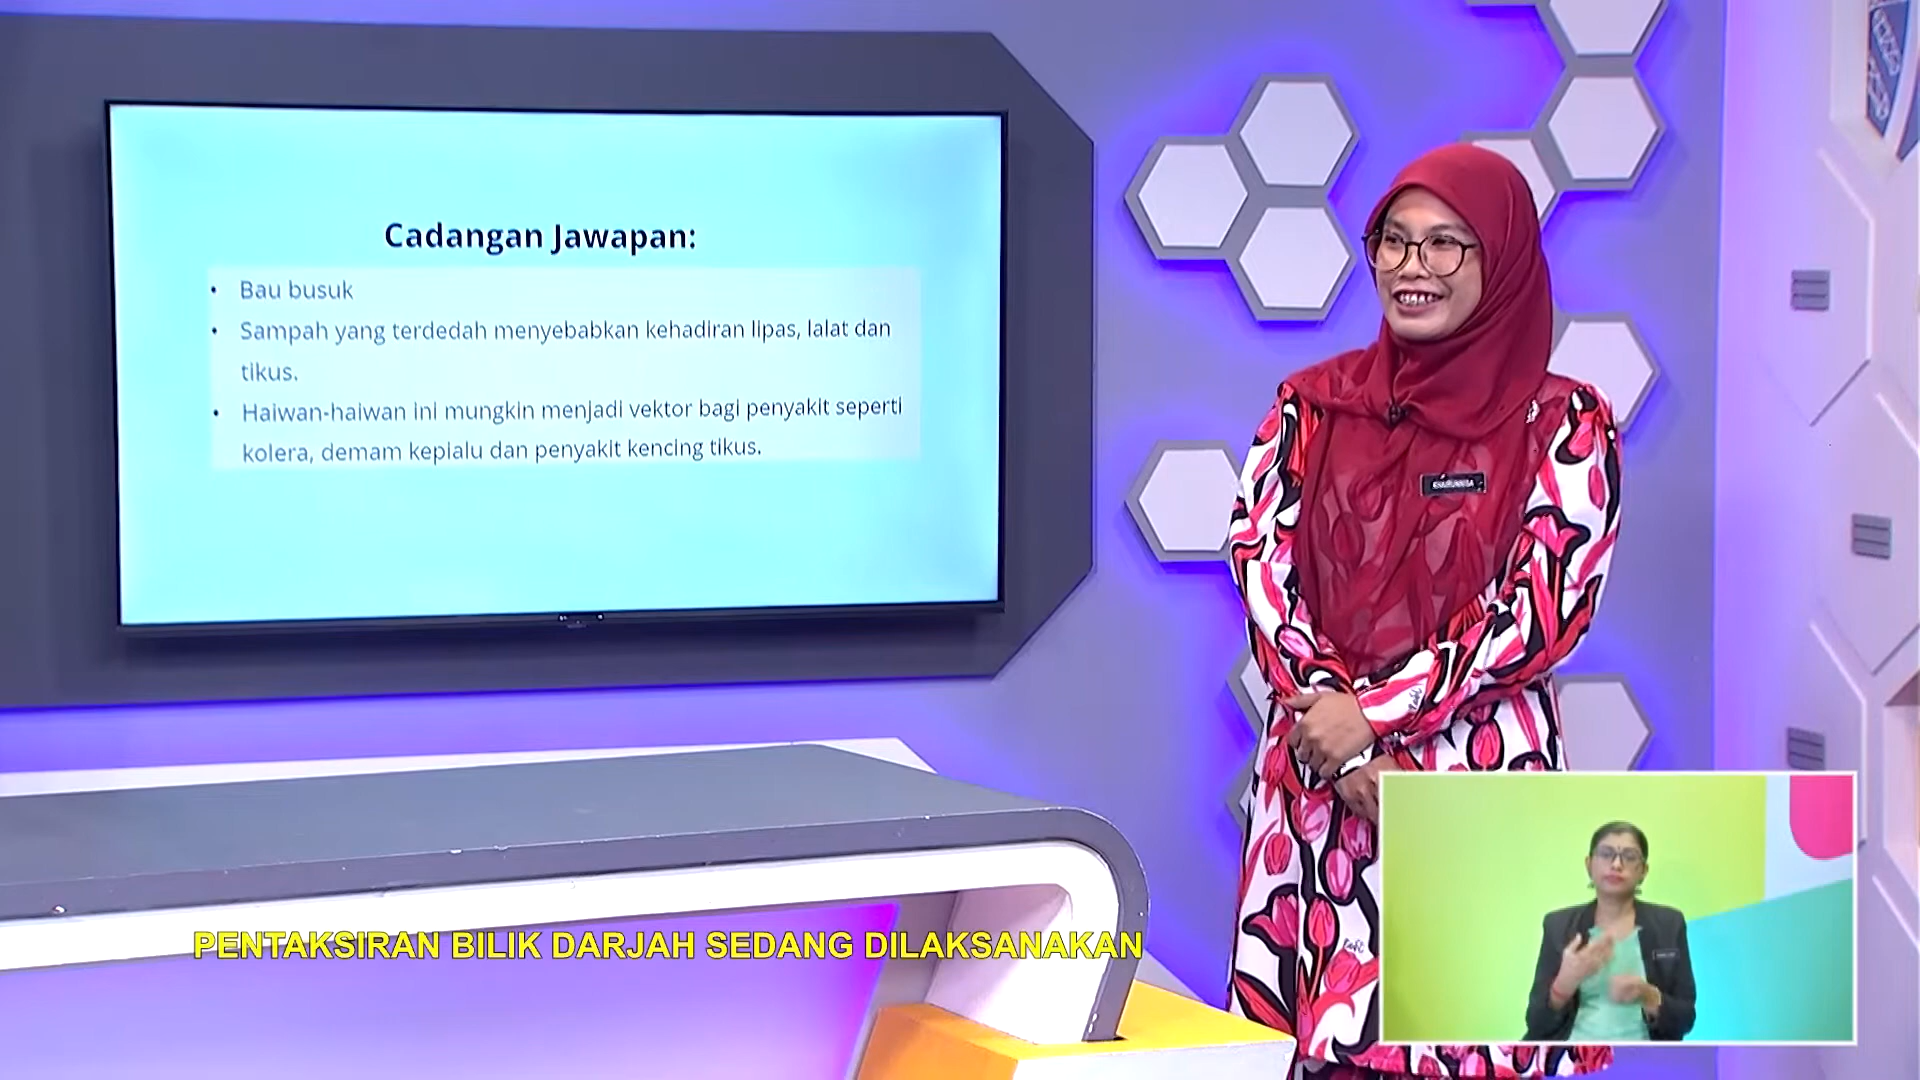 Cadangan Jawapan:
• Bau busuk
• Sampah yang terdedah menyebabkan kehadiran lipas, lalat dan
tikus.
• Haiwan-haiwan ini mungkin menjadi vektor bagi penyakit seperti
kolera, demam kepialu dan penyakit kencing tikus.
KHAIRUNNISA
PENTAKSIRAN BILIK DARJAH SEDANG DILAKSANAKAN